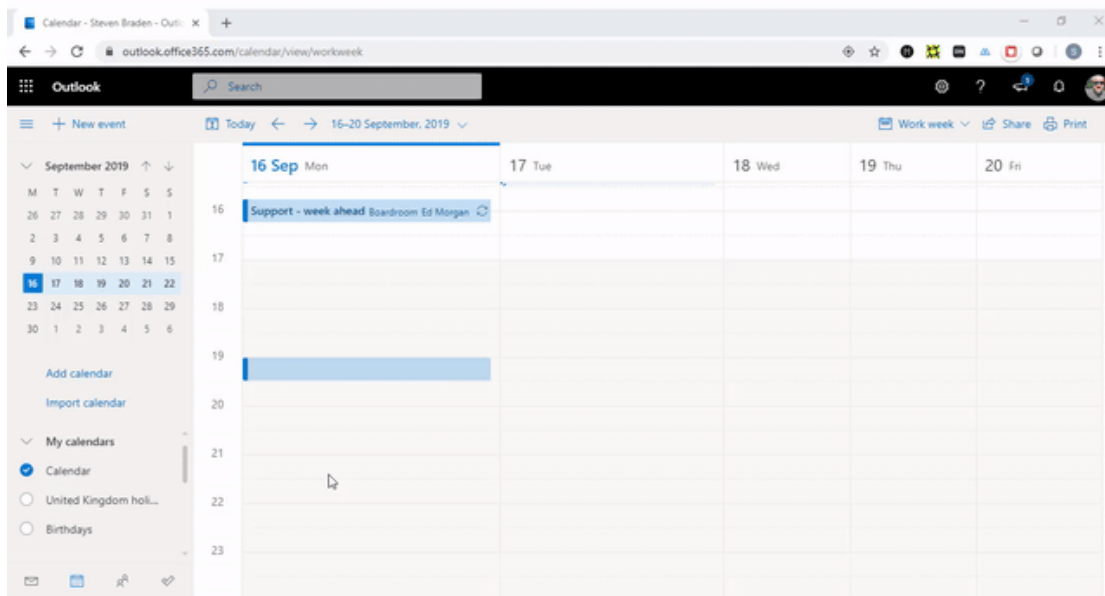 Calendar - Steven Braden - Outl
outlook.office365.com/calendar/view/workweek
S
Outlook
Search
?
1
New event
Today
16–20 September, 2019
Work week
Share
Print
September 2019
M T W T F S S
26 27 28 29 30 31 1
2 3 4 5 6 7 8
9 10 11 12 13 14 15
16 17 18 19 20 21 22
23 24 25 26 27 28 29
30 1 2 3 4 5 6
Add calendar
Import calendar
My calendars
Calendar
United Kingdom holi...
Birthdays
16 Sep Mon
17 Tue
18 Wed
19 Thu
20 Fri
16
Support - week ahead Boardroom Ed Morgan
17
18
19
20
21
22
23